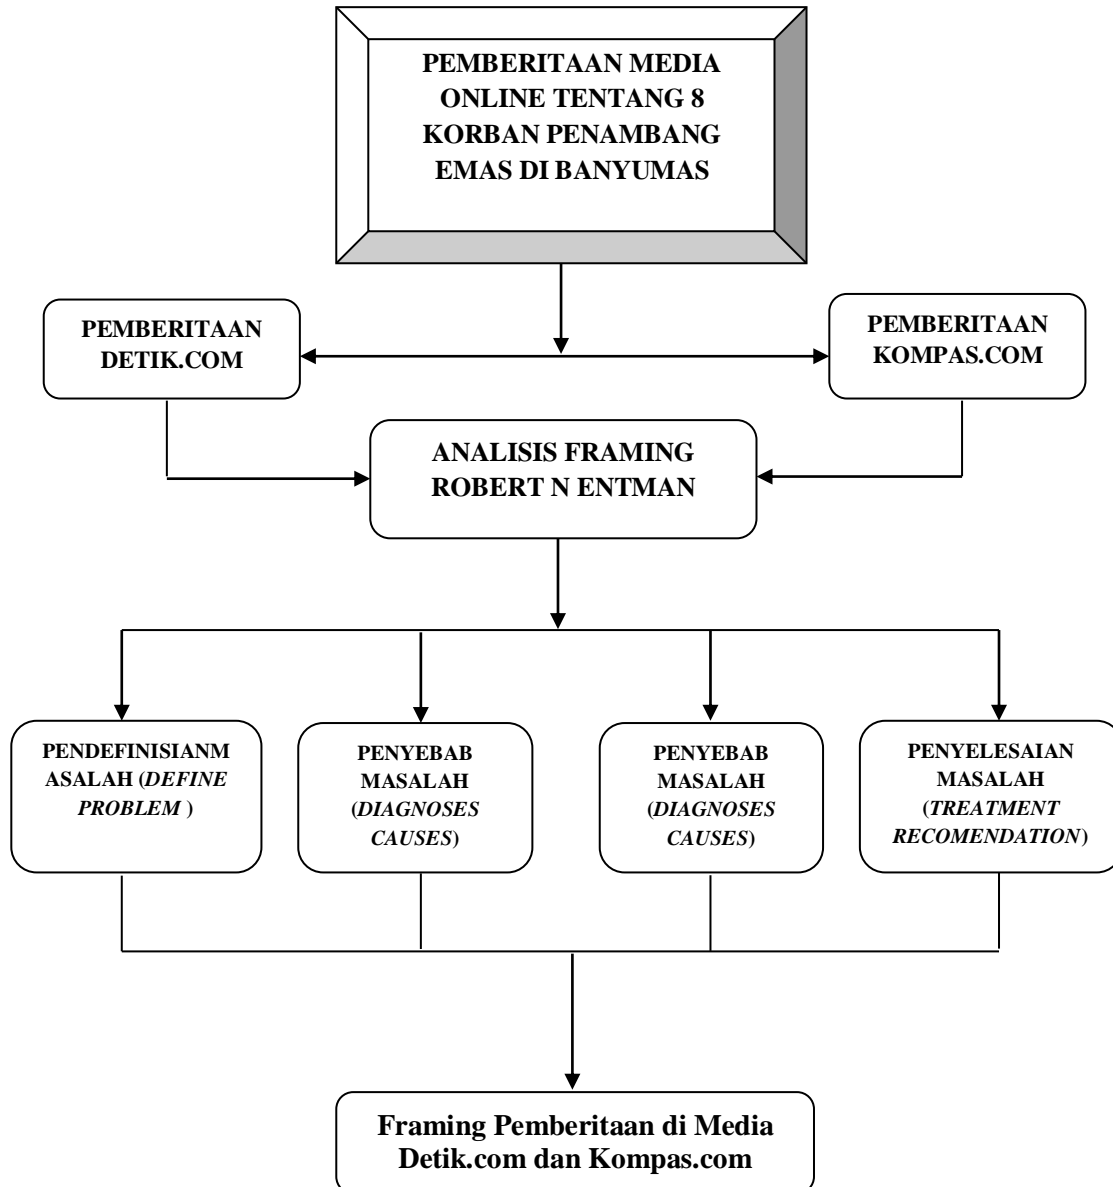 PEMBERITAAN MEDIA
ONLINE TENTANG 8
KORBAN PENAMBANG
EMAS DI BANYUMAS
PEMBERITAAN
DETIK.COM
PEMBERITAAN
KOMPAS.COM
ANALISIS FRAMING
ROBERT N ENTMAN
PENDEFINISIANM
ASALAH (DEFINE
PROBLEM )
PENYEBAB
MASALAH
(DIAGNOSES
CAUSES)
PENYEBAB
MASALAH
(DIAGNOSES
CAUSES)
PENYELESAIAN
MASALAH
(TREATMENT
RECOMENDATION)
Framing Pemberitaan di Media
Detik.com dan Kompas.com